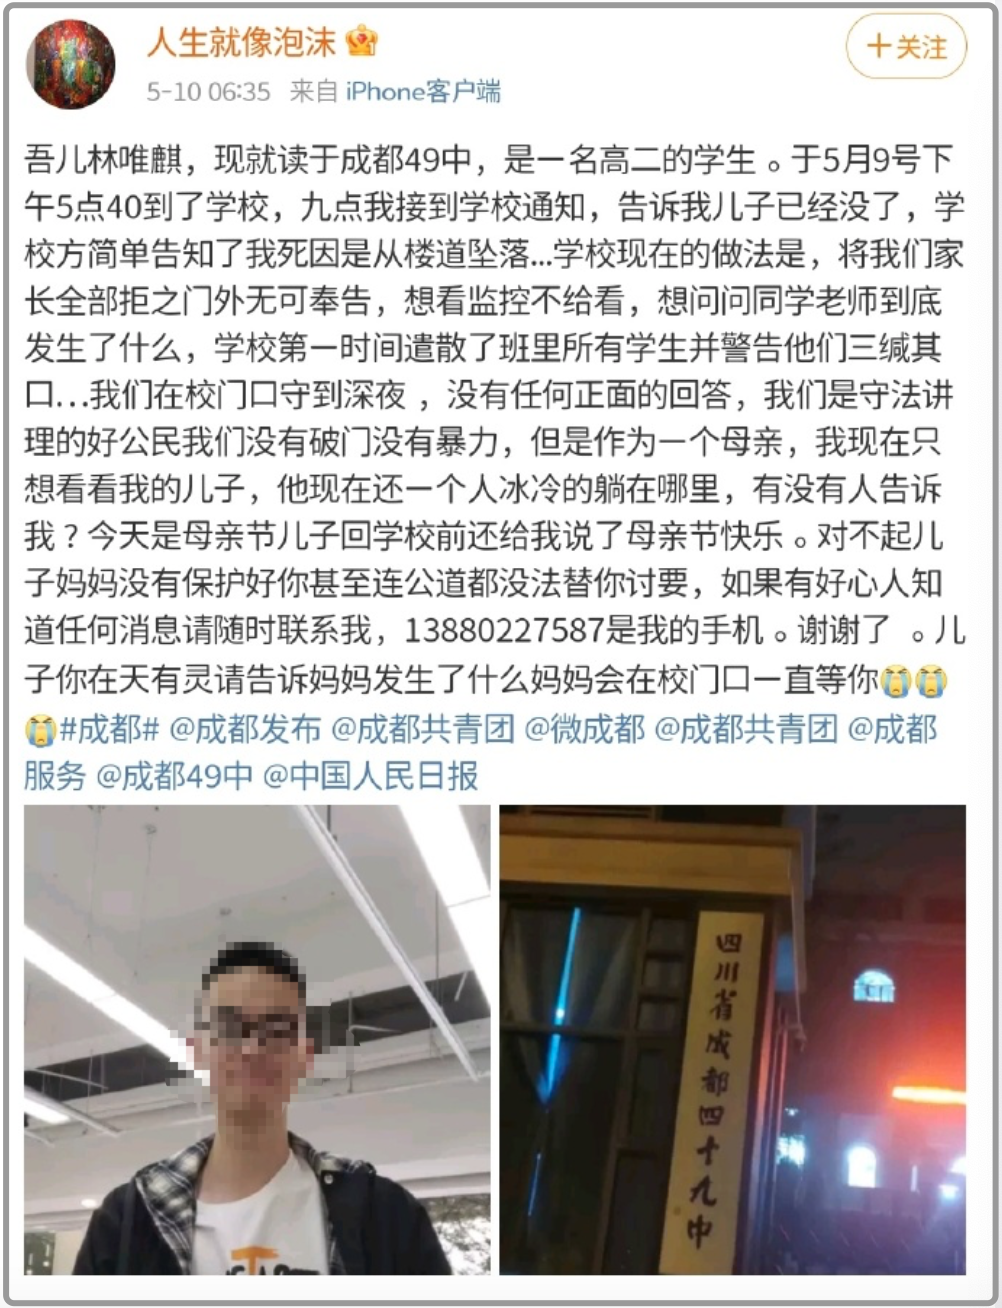 人生就像泡沫
+关注
5-10 06:35 来自 iPhone客户端
吾儿林唯麒，现就读于成都49中，是一名高二的学生。于5月9号下
午5点40到了学校，九点我接到学校通知，告诉我儿子已经没了，学
校方简单告知了我死因是从楼道坠落...学校现在的做法是，将我们家
长全部拒之门外无可奉告，想看监控不给看，想问问同学老师到底
发生了什么，学校第一时间遣散了班里所有学生并警告他们三缄其
口...我们在校门口守到深夜 ，没有任何正面的回答，我们是守法讲
理的好公民我们没有破门没有暴力，但是作为一个母亲，我现在只
想看看我的儿子，他现在还一个人冰冷的躺在哪里，有没有人告诉
我？今天是母亲节儿子回学校前还给我说了母亲节快乐。对不起儿
子妈妈没有保护好你甚至连公道都没法替你讨要，如果有好心人知
道任何消息请随时联系我，13880227587是我的手机。谢谢了 。儿
子你在天有灵请告诉妈妈发生了什么妈妈会在校门口一直等你😭😭
😭#成都# @成都发布 @成都共青团 @微成都 @成都共青团 @成都
服务 @成都49中 @中国人民日报
四川省成都四十九中